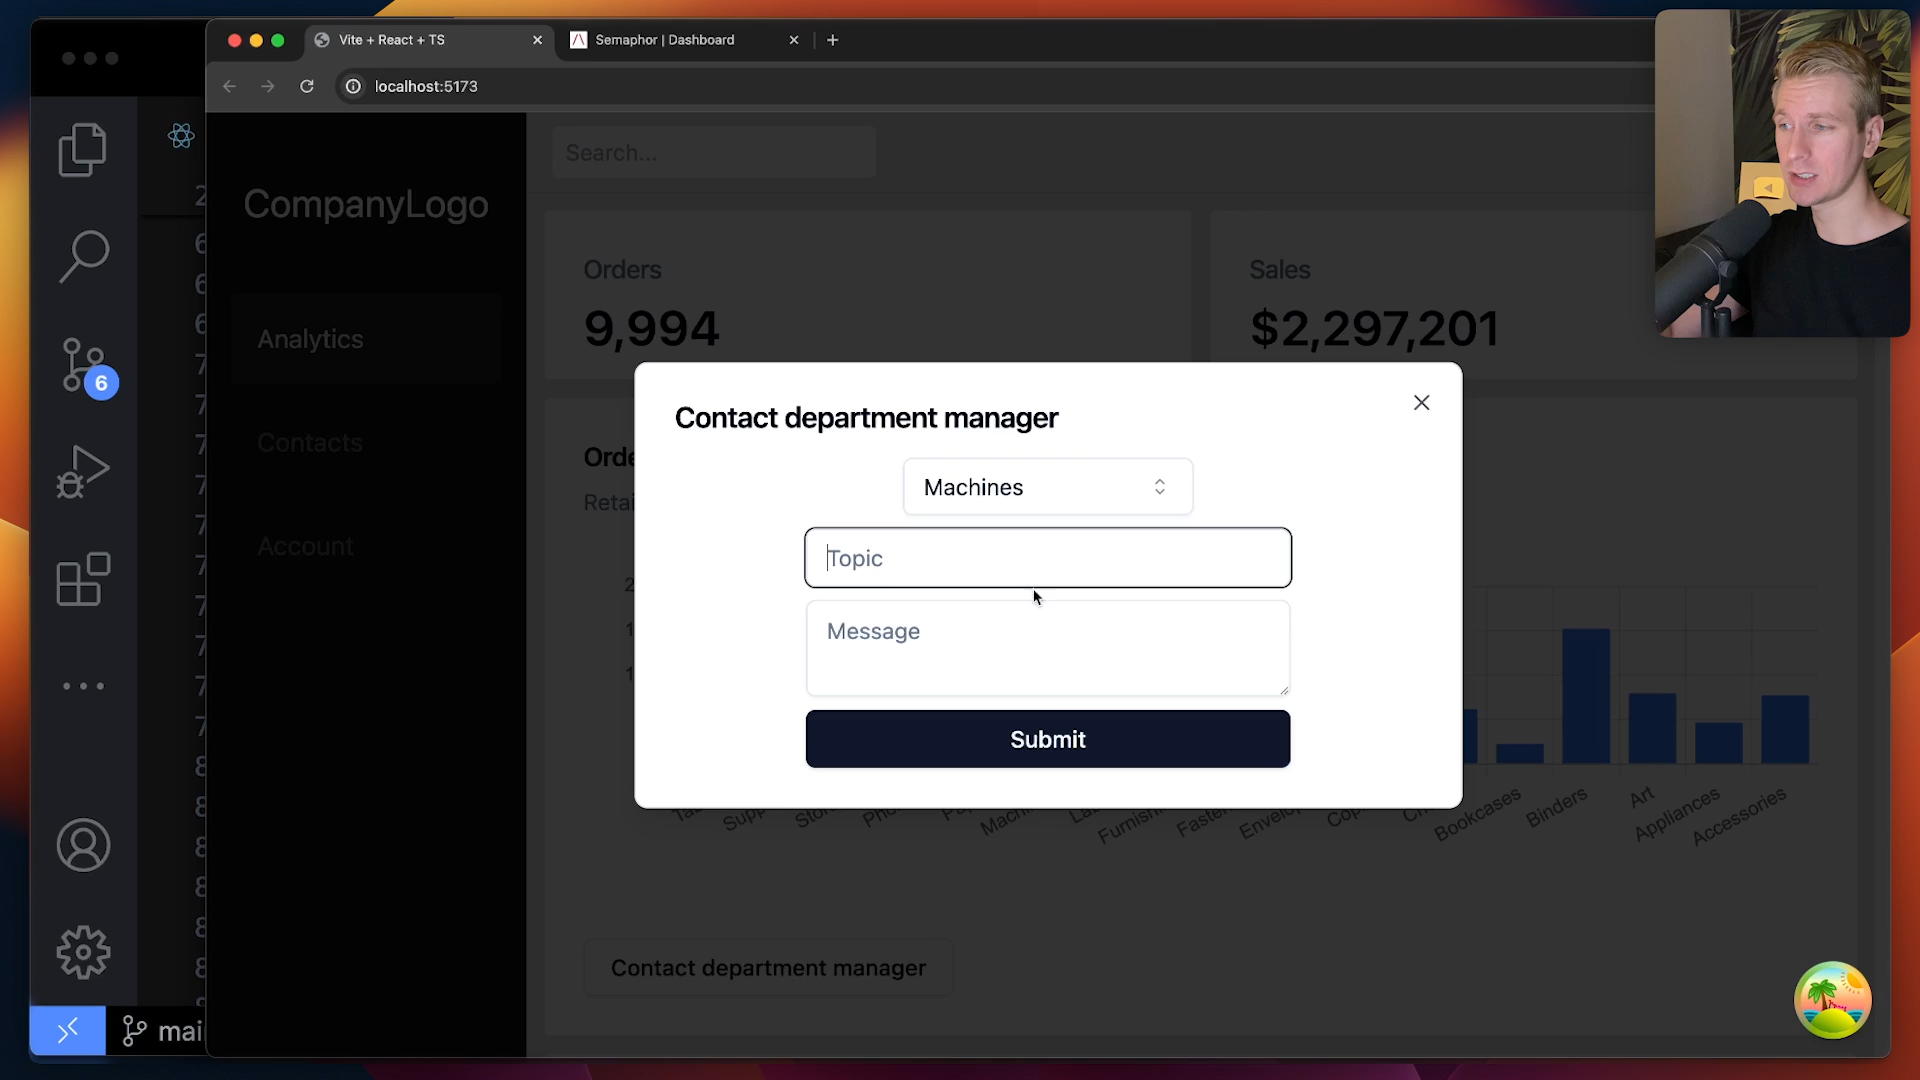 Vite + React + TS
Semaphor | Dashboard
localhost:5173
CompanyLogo
Search...
Analytics
Contacts
Account
Orders
9,994
Sales
$2,297,201
Contact department manager
Machines
Topic
Message
Submit
Bookcases
Binders
Art
Appliances
Accessories
Contact department manager
6